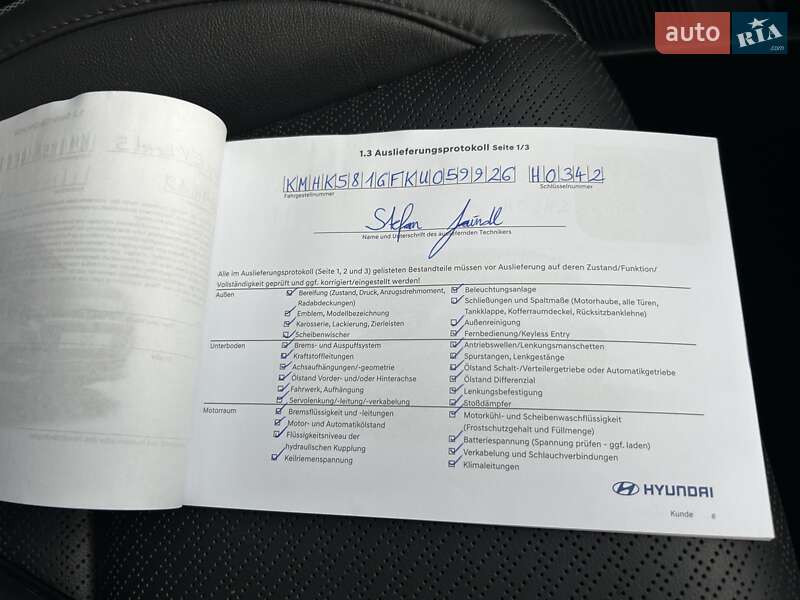 auto RIA .com
1.3 Auslieferungsprotokoll Seite 1/3
KMHK581GFKU059926 H0342
Fahrgestellnummer Schlüsselnummer
Stefan
Name und Unterschrift des ausliefernden Technikers
Alle im Auslieferungsprotokoll (Seite 1, 2 und 3) gelisteten Bestandteile müssen vor Auslieferung auf deren Zustand/Funktion/
Vollständigkeit geprüft und ggf. korrigiert/eingestellt werden!
Außen
Bereifung (Zustand, Druck, Anzugsdrehmoment,
Radabdeckungen)
Emblem, Modellbezeichnung
Karosserie, Lackierung, Zierleisten
Scheibenwischer
Beleuchtungsanlage
Schließungen und Spaltmaße (Motorhaube, alle Türen,
Tankklappe, Kofferraumdeckel, Rücksitzbanklehne)
Außenreinigung
Fernbedienung/Keyless Entry
Unterboden
Brems- und Auspuffsystem
Kraftstoffleitungen
Achsaufhängungen/-geometrie
Ölstand Vorder- und/oder Hinterachse
Fahrwerk, Aufhängung
Servolenkung/-leitung/-verkabelung
Antriebswellen/Lenkungsmanschetten
Spurstangen, Lenkgestänge
Ölstand Schalt-/Verteilergetriebe oder Automatikgetriebe
Ölstand Differenzial
Lenkungsbefestigung
Stoßdämpfer
Motorraum
Bremsflüssigkeit und -leitungen
Motor- und Automatikölstand
Flüssigkeitsniveau der
hydraulischen Kupplung
Keilriemenspannung
Motorkühl- und Scheibenwaschflüssigkeit
(Frostschutzgehalt und Füllmenge)
Batteriespannung (Spannung prüfen - ggf. laden)
Verkabelung und Schlauchverbindungen
Klimaleitungen
HYUNDAI
Kunde 8